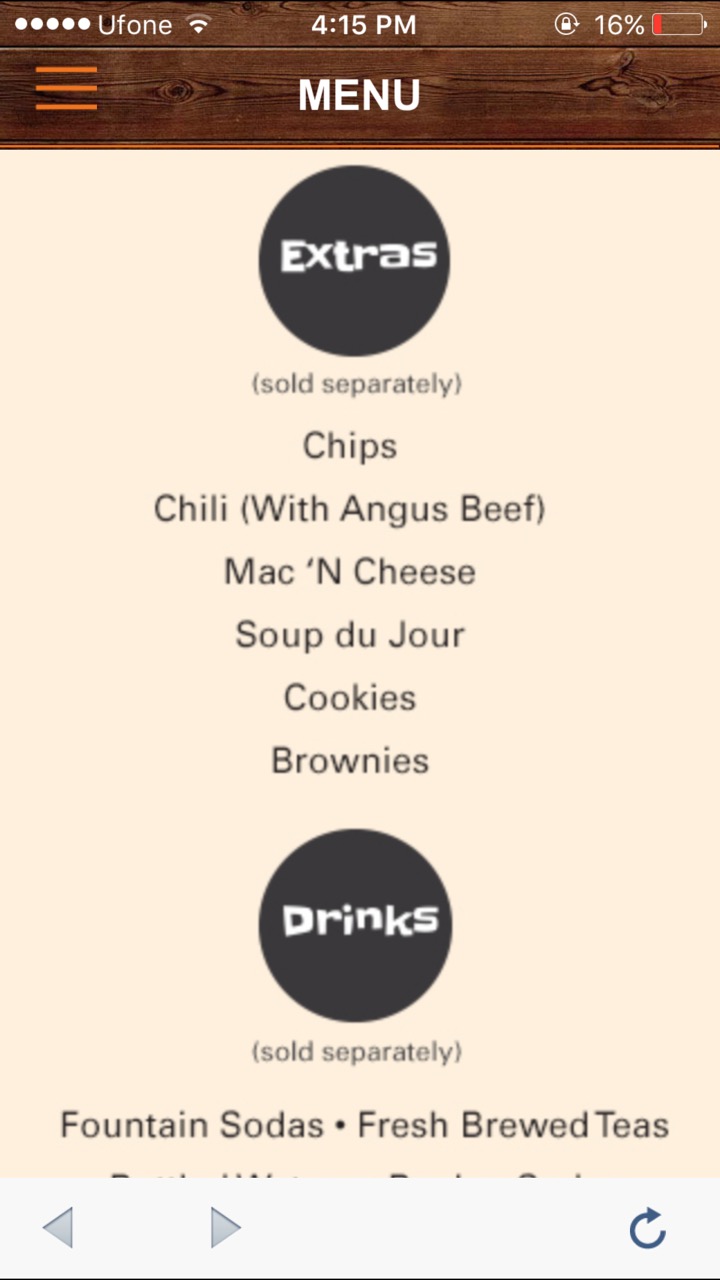 Ufone 4:15 PM 16%
MENU
Extras
(sold separately)
Chips
Chili (With Angus Beef)
Mac ‘N Cheese
Soup du Jour
Cookies
Brownies
Drinks
(sold separately)
Fountain Sodas • Fresh Brewed Teas